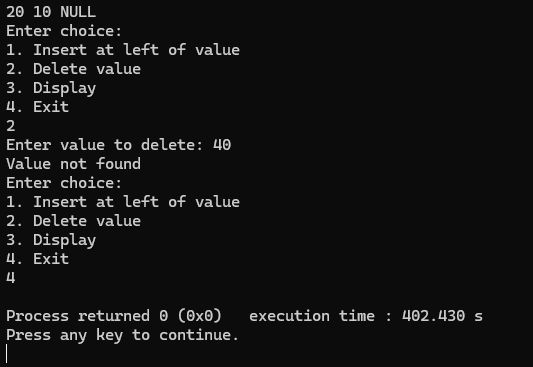 20 10 NULL
Enter choice:
1. Insert at left of value
2. Delete value
3. Display
4. Exit
2
Enter value to delete: 40
Value not found
Enter choice:
1. Insert at left of value
2. Delete value
3. Display
4. Exit
4

Process returned 0 (0x0)   execution time : 402.430 s
Press any key to continue.